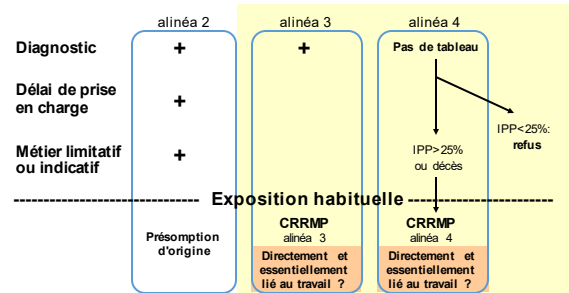 alinéa 2 alinéa 3 alinéa 4
Diagnostic + + Pas de tableau
Délai de prise
en charge +
IPP<25%:
refus
Métier limitatif
ou indicatif +
IPP>25%
ou décès
Exposition habituelle
Présomption
d'origine
CRRMP
alinéa 3
Directement et
essentiellement
lié au travail ?
CRRMP
alinéa 4
Directement et
essentiellement
lié au travail ?